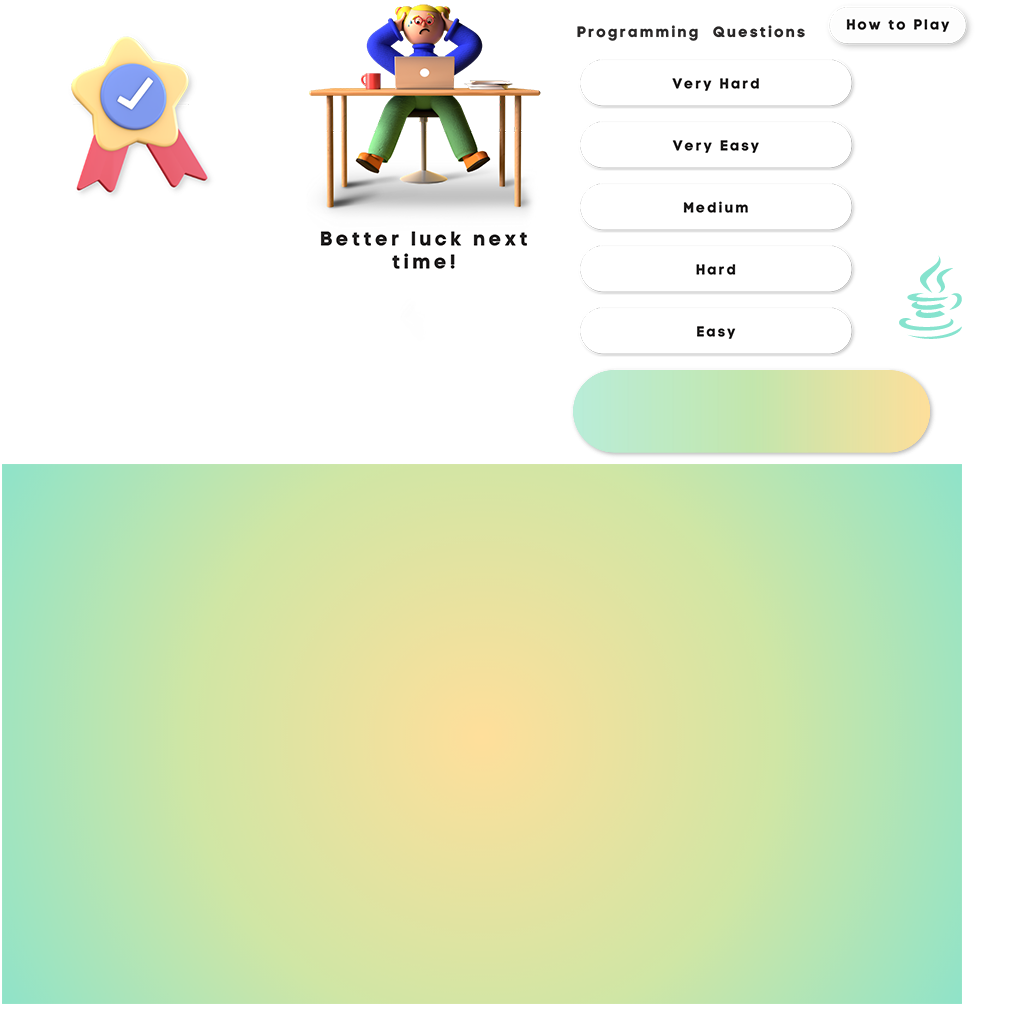 How to Play
Programming Questions
Very Hard
Very Easy
Medium
Better luck next
time!
Hard
Easy